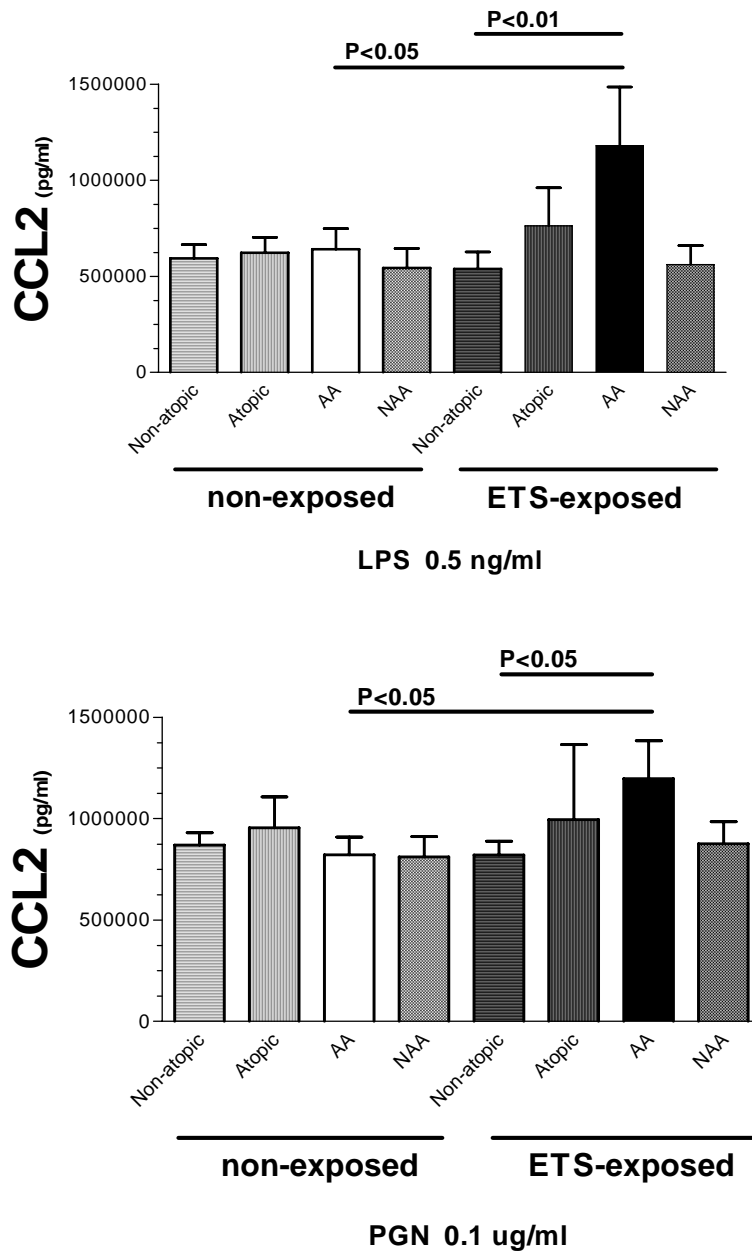 P<0.01
P<0.05
1500000
1000000
500000
0
CCL2 (pg/ml)
Non-atopic
Atopic
AA
NAA
Non-atopic
Atopic
AA
NAA
non-exposed
ETS-exposed
LPS 0.5 ng/ml
P<0.05
P<0.05
1500000
1000000
500000
0
CCL2 (pg/ml)
Non-atopic
Atopic
AA
NAA
Non-atopic
Atopic
AA
NAA
non-exposed
ETS-exposed
PGN 0.1 ug/ml